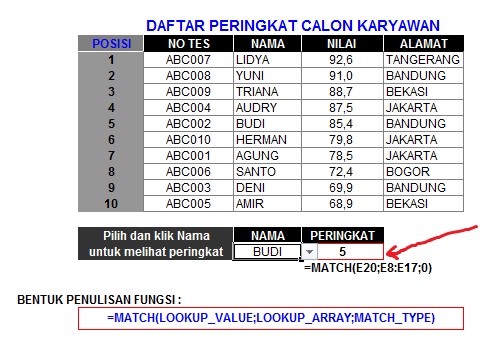 DAFTAR PERINGKAT CALON KARYAWAN
POSISI NO TES NAMA NILAI ALAMAT
1 ABC007 LIDYA 92,6 TANGERANG
2 ABC008 YUNI 91,0 BANDUNG
3 ABC009 TRIANA 88,7 BEKASI
4 ABC004 AUDRY 87,5 JAKARTA
5 ABC002 BUDI 85,4 BANDUNG
6 ABC010 HERMAN 79,8 JAKARTA
7 ABC001 AGUNG 78,5 JAKARTA
8 ABC006 SANTO 72,4 BOGOR
9 ABC003 DENI 69,9 BANDUNG
10 ABC005 AMIR 68,9 BEKASI
Pilih dan klik Nama NAMA PERINGKAT
untuk melihat peringkat BUDI 5
=MATCH(E20;E8:E17;0)
BENTUK PENULISAN FUNGSI :
=MATCH(LOOKUP_VALUE;LOOKUP_ARRAY;MATCH_TYPE)